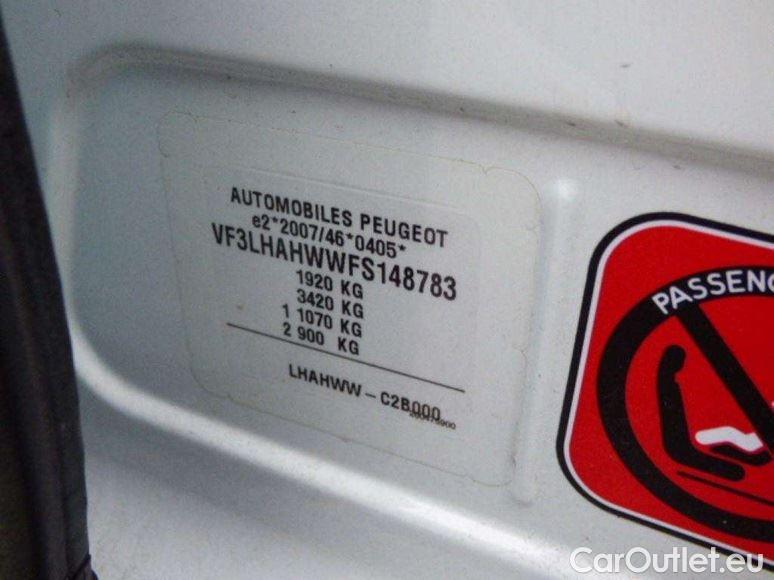 AUTOMOBILES PEUGEOT
e2*2007/46*0405*
VF3LHAHWWFS148783
1920 KG
3420 KG
1 1070 KG
2 900 KG
LHAHWW - C2B000
PASSENG
CarOutlet.eu